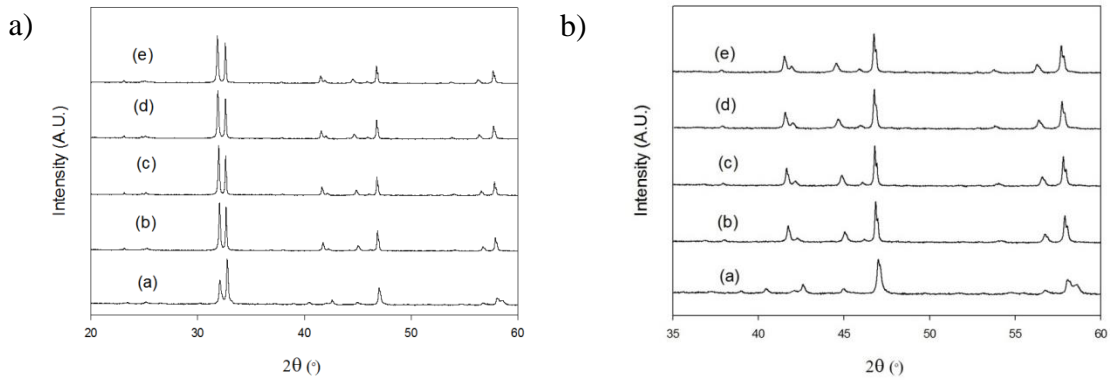 a)
(e)
(d)
(c)
(b)
(a)
Intensity (A.U.)
20 30 40 50 60
2θ (°)
b)
(e)
(d)
(c)
(b)
(a)
Intensity (A.U.)
35 40 45 50 55 60
2θ (°)